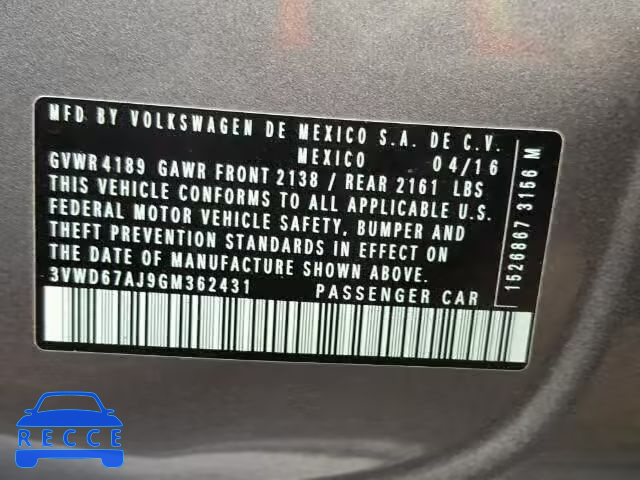 MFD BY VOLKSWAGEN DE MEXICO S.A. DE C.V.
MEXICO 04/16
GVWR 4189 GAWR FRONT 2138 / REAR 2161 LBS
THIS VEHICLE CONFORMS TO ALL APPLICABLE U.S.
FEDERAL MOTOR VEHICLE SAFETY, BUMPER AND
THEFT PREVENTION STANDARDS IN EFFECT ON
THE DATE OF MANUFACTURE SHOWN ABOVE.
3VWD67AJ9GM362431 PASSENGER CAR
1526867 3156 M
RECCE